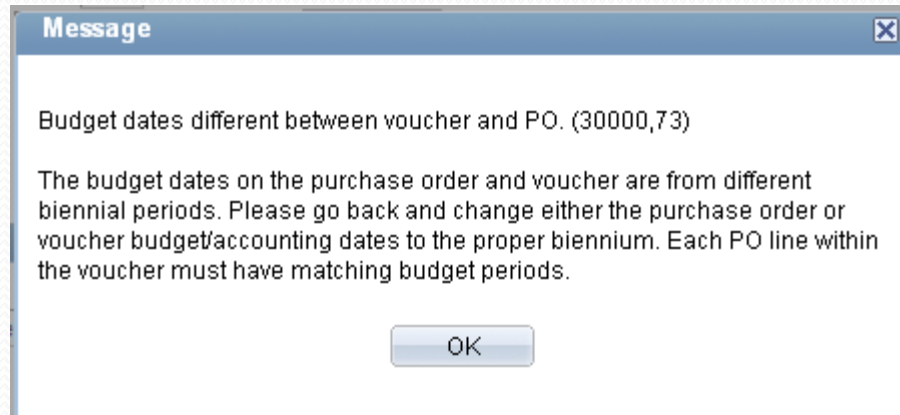 Message
Budget dates different between voucher and PO. (30000,73)
The budget dates on the purchase order and voucher are from different
biennial periods. Please go back and change either the purchase order or
voucher budget/accounting dates to the proper biennium. Each PO line within
the voucher must have matching budget periods.
OK